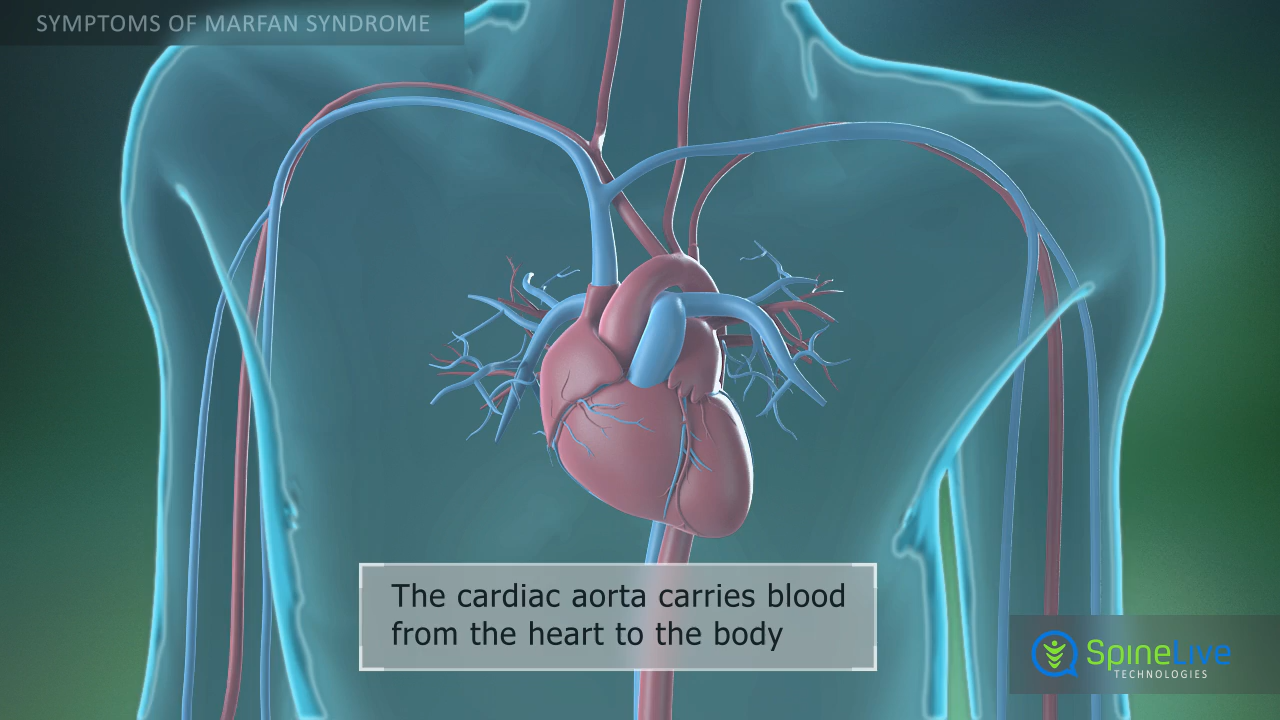 SYMPTOMS OF MARFAN SYNDROME
The cardiac aorta carries blood
from the heart to the body
SpineLive
TECHNOLOGIES